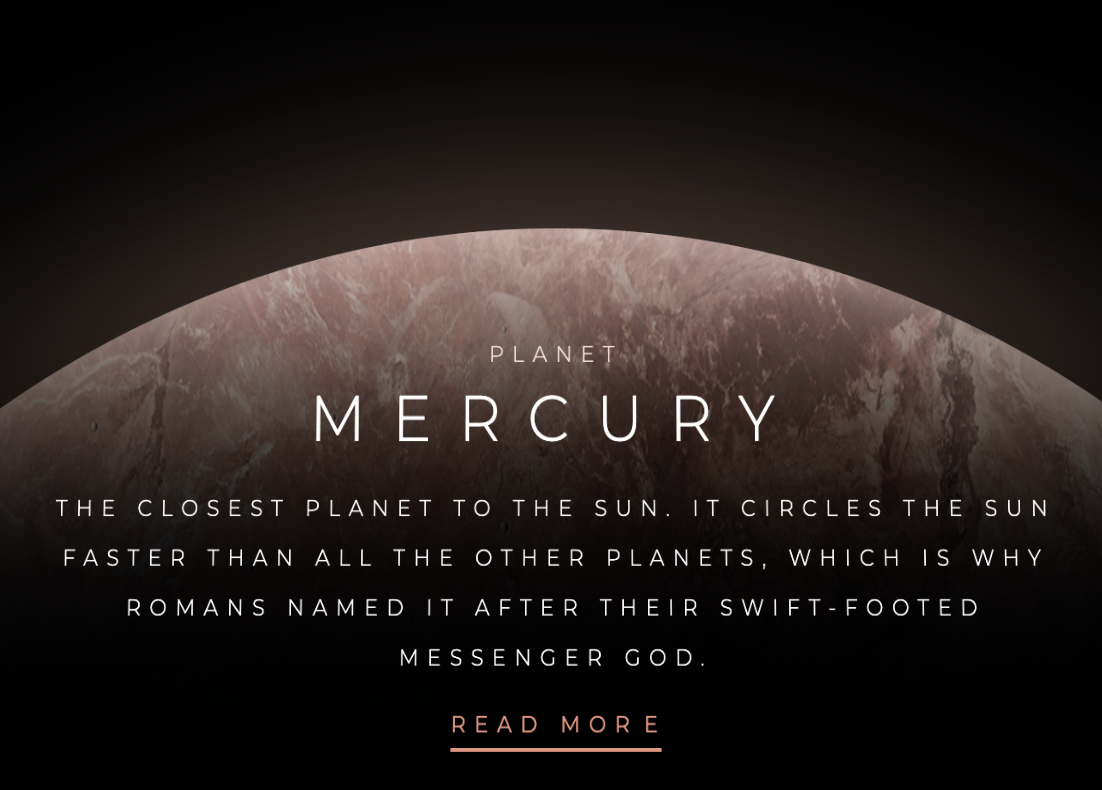 PLANET
MERCURY
THE CLOSEST PLANET TO THE SUN. IT CIRCLES THE SUN
FASTER THAN ALL THE OTHER PLANETS, WHICH IS WHY
ROMANS NAMED IT AFTER THEIR SWIFT-FOOTED
MESSENGER GOD.
READ MORE